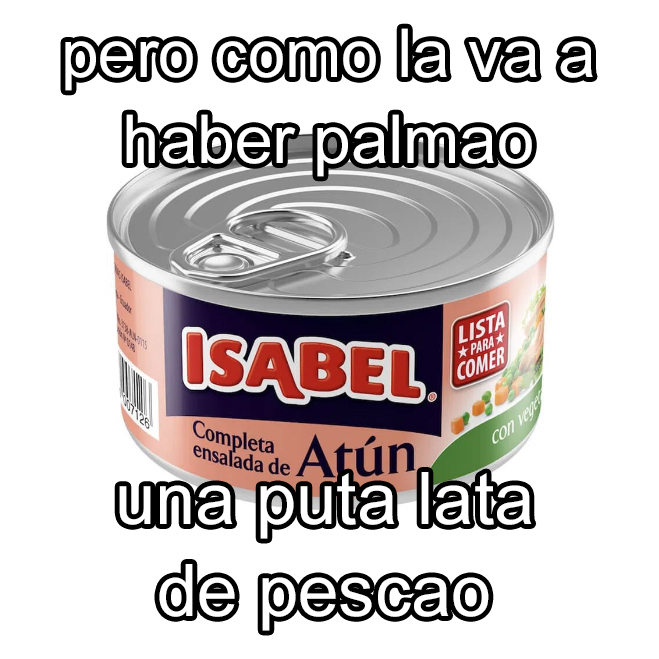 pero como la va a
haber palmao
ISABEL®
LISTA
PARA
COMER
Completa
ensalada de Atún
una puta lata
de pescao